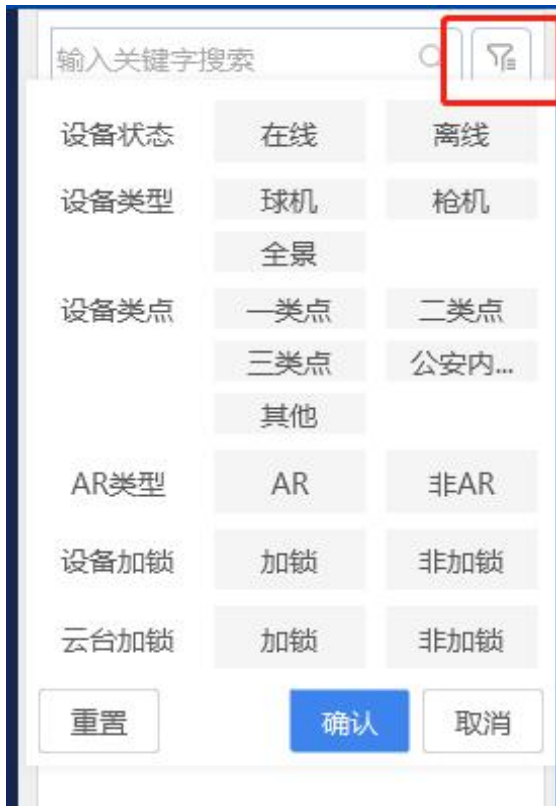 输入关键字搜索
设备状态 在线 离线
设备类型 球机 枪机
全景
设备类点 一类点 二类点
三类点 公安内...
其他
AR类型 AR 非AR
设备加锁 加锁 非加锁
云台加锁 加锁 非加锁
重置 确认 取消